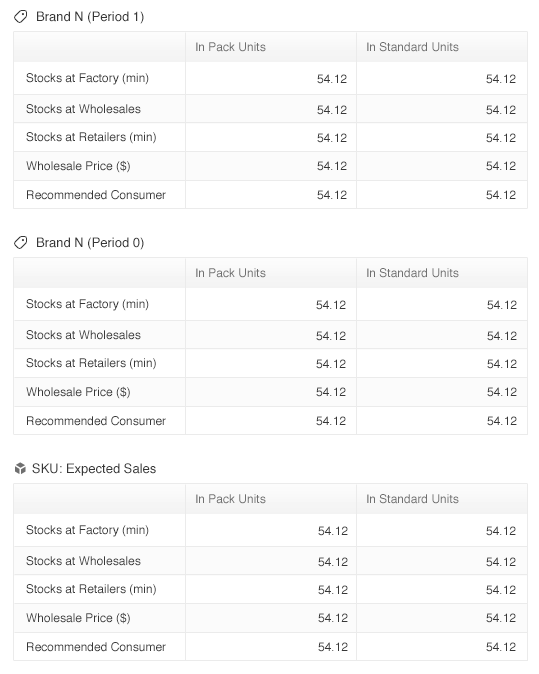 Brand N (Period 1)
In Pack Units In Standard Units
Stocks at Factory (min) 54.12 54.12
Stocks at Wholesales 54.12 54.12
Stocks at Retailers (min) 54.12 54.12
Wholesale Price ($) 54.12 54.12
Recommended Consumer 54.12 54.12
Brand N (Period 0)
In Pack Units In Standard Units
Stocks at Factory (min) 54.12 54.12
Stocks at Wholesales 54.12 54.12
Stocks at Retailers (min) 54.12 54.12
Wholesale Price ($) 54.12 54.12
Recommended Consumer 54.12 54.12
SKU: Expected Sales
In Pack Units In Standard Units
Stocks at Factory (min) 54.12 54.12
Stocks at Wholesales 54.12 54.12
Stocks at Retailers (min) 54.12 54.12
Wholesale Price ($) 54.12 54.12
Recommended Consumer 54.12 54.12